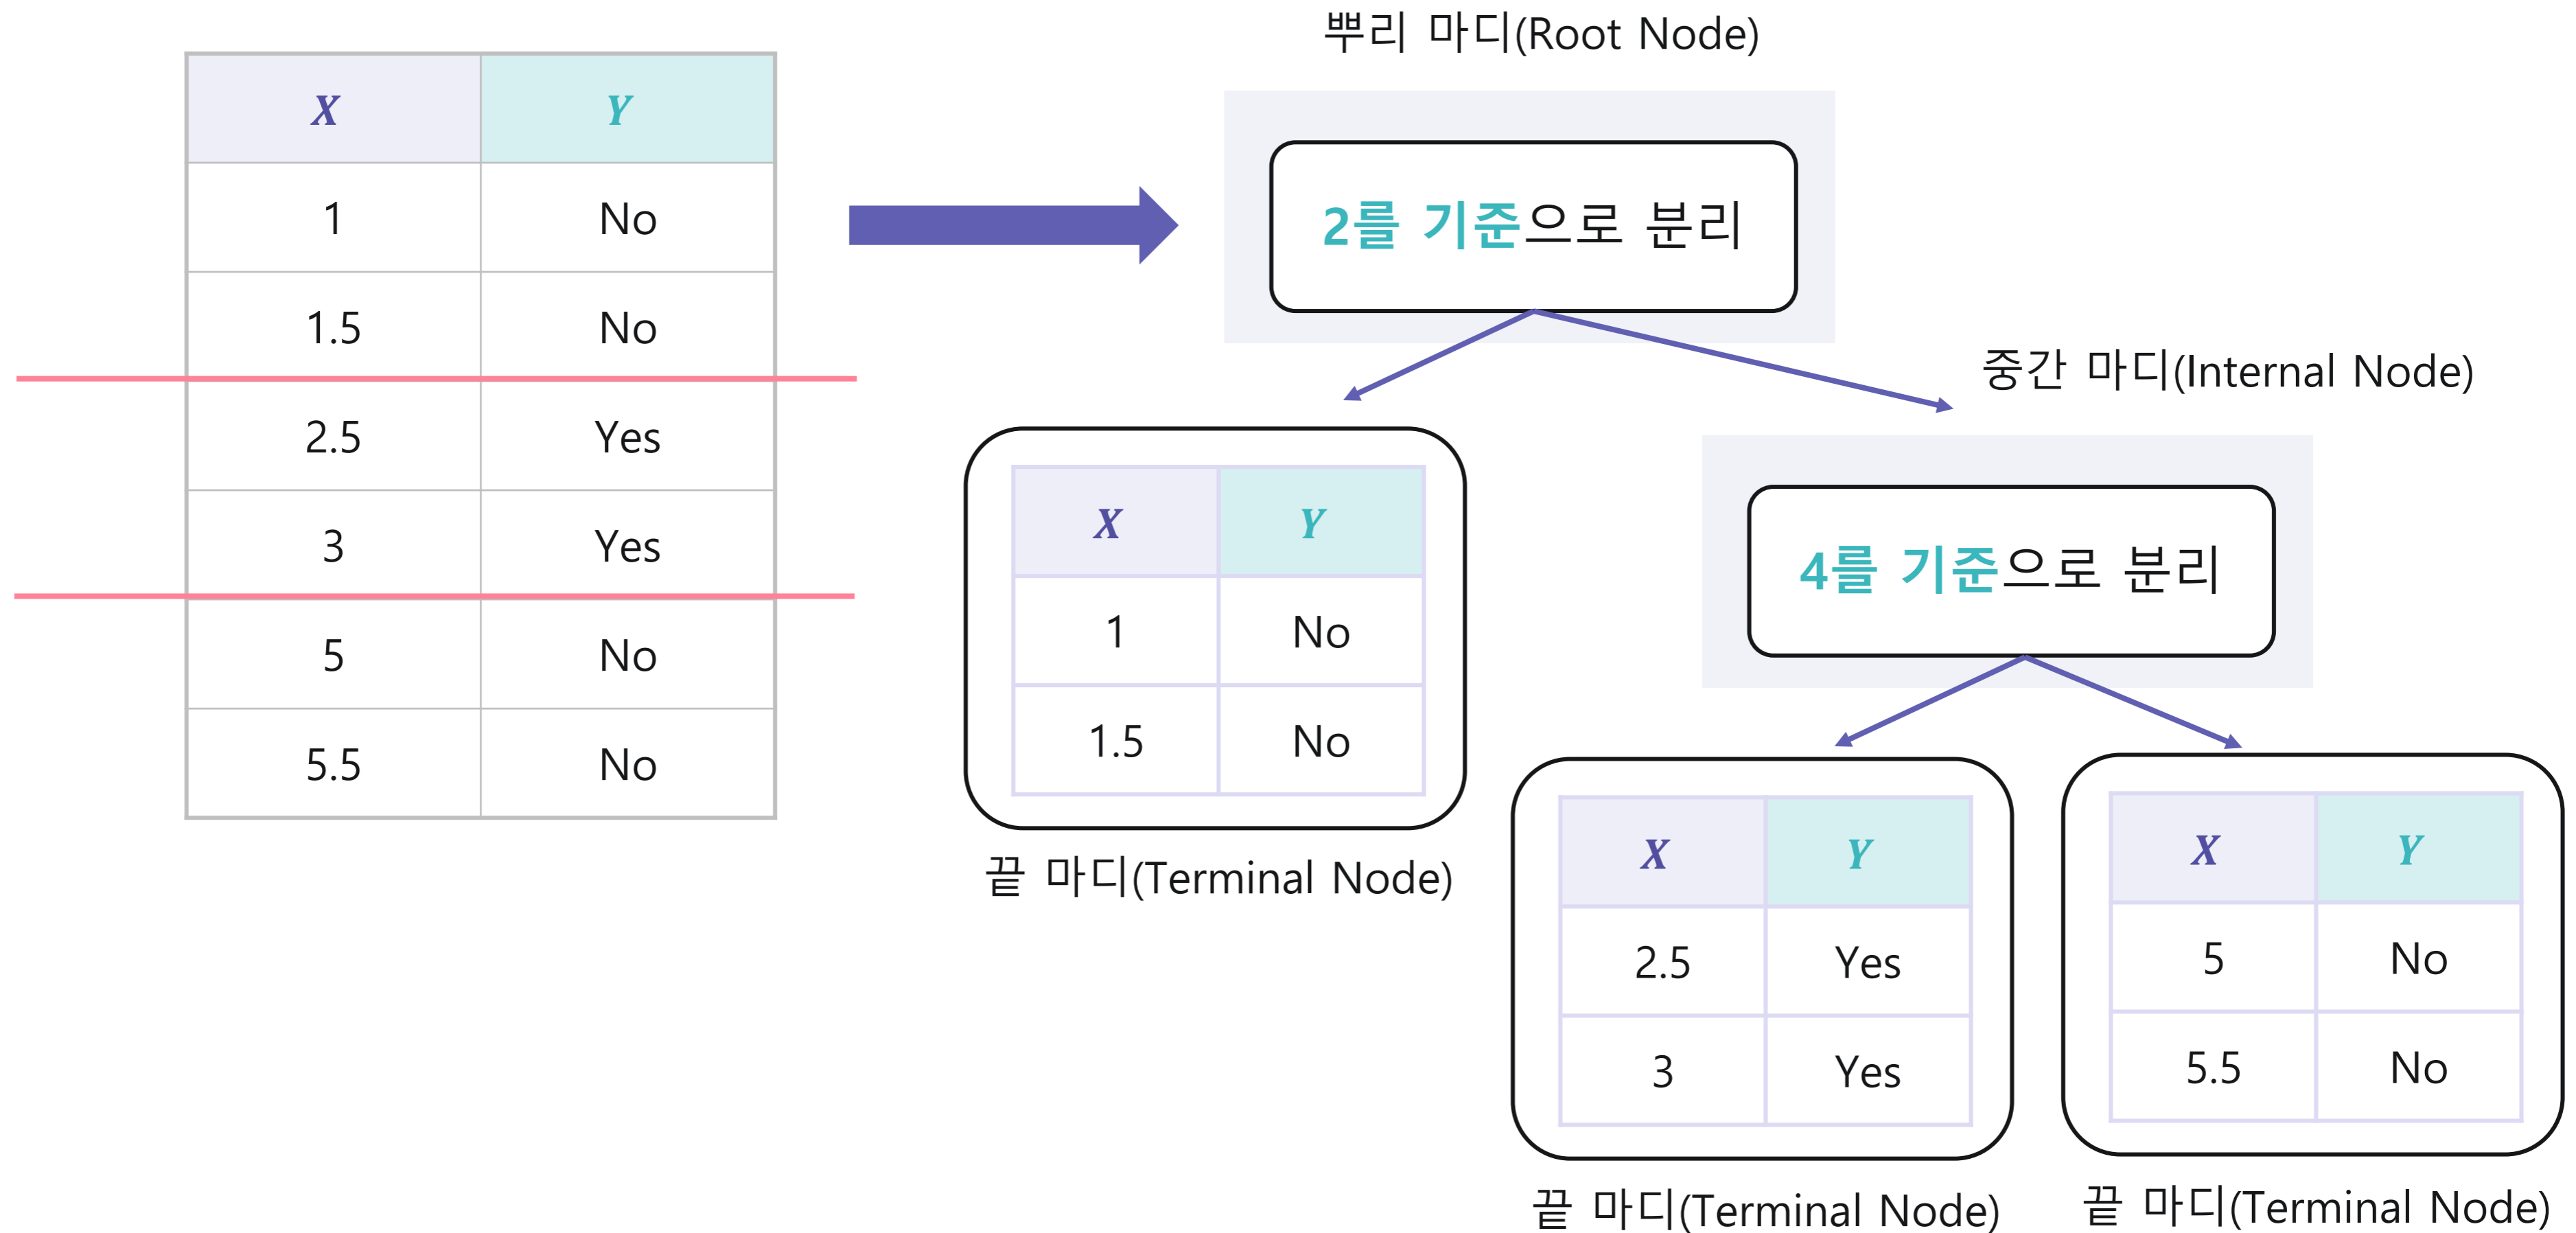 뿌리 마디(Root Node)
X Y
1 No
1.5 No
2.5 Yes
3 Yes
5 No
5.5 No
2를 기준으로 분리
중간 마디(Internal Node)
4를 기준으로 분리
X Y
1 No
1.5 No
끝 마디(Terminal Node)
X Y
2.5 Yes
3 Yes
끝 마디(Terminal Node)
X Y
5 No
5.5 No
끝 마디(Terminal Node)